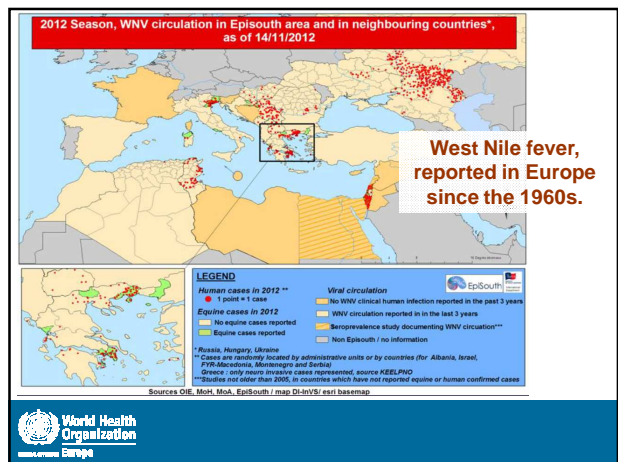 2012 Season, WNV circulation in Episouth area and in neighbouring countries*,
as of 14/11/2012
West Nile fever,
reported in Europe
since the 1960s.
LEGEND
Human cases in 2012 **
1 point = 1 case
Equine cases in 2012
No equine cases reported
Equine cases reported
Viral circulation
No WNV clinical human infection reported in the past 3 years
WNV circulation reported in in the last 3 years
Seroprevalence study documenting WNV circuation***
Non Episouth / no information
EpiSouth
* Russia, Hungary, Ukraine
** Cases are randomly located by administrative units or by countries (for Albania, Israel,
FYR-Macedonia, Montenegro and Serbia)
Greece : only neuro invasive cases represented, source KEELPNO
***Studies not older than 2005, in countries which have not reported equine or human confirmed cases
Sources OIE, MoH, MoA, EpiSouth / map DI-InVS/ esri basemap
World Health
Organization
Europe